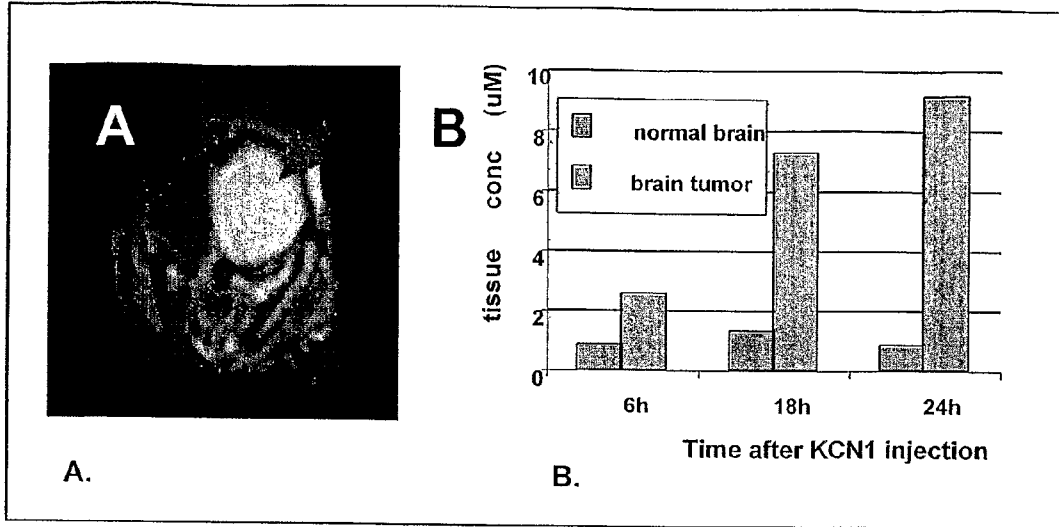 A
B
tissue conc (uM)
10
8
6
4
2
0
normal brain
brain tumor
6h 18h 24h
Time after KCN1 injection
A.
B.